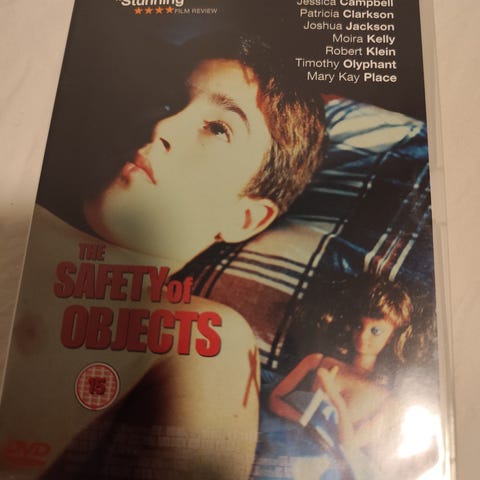 "Stunning"
★★★★ FILM REVIEW
Jessica Campbell
Patricia Clarkson
Joshua Jackson
Moira Kelly
Robert Klein
Timothy Olyphant
Mary Kay Place
THE
SAFETY of
OBJECTS
15
DVD